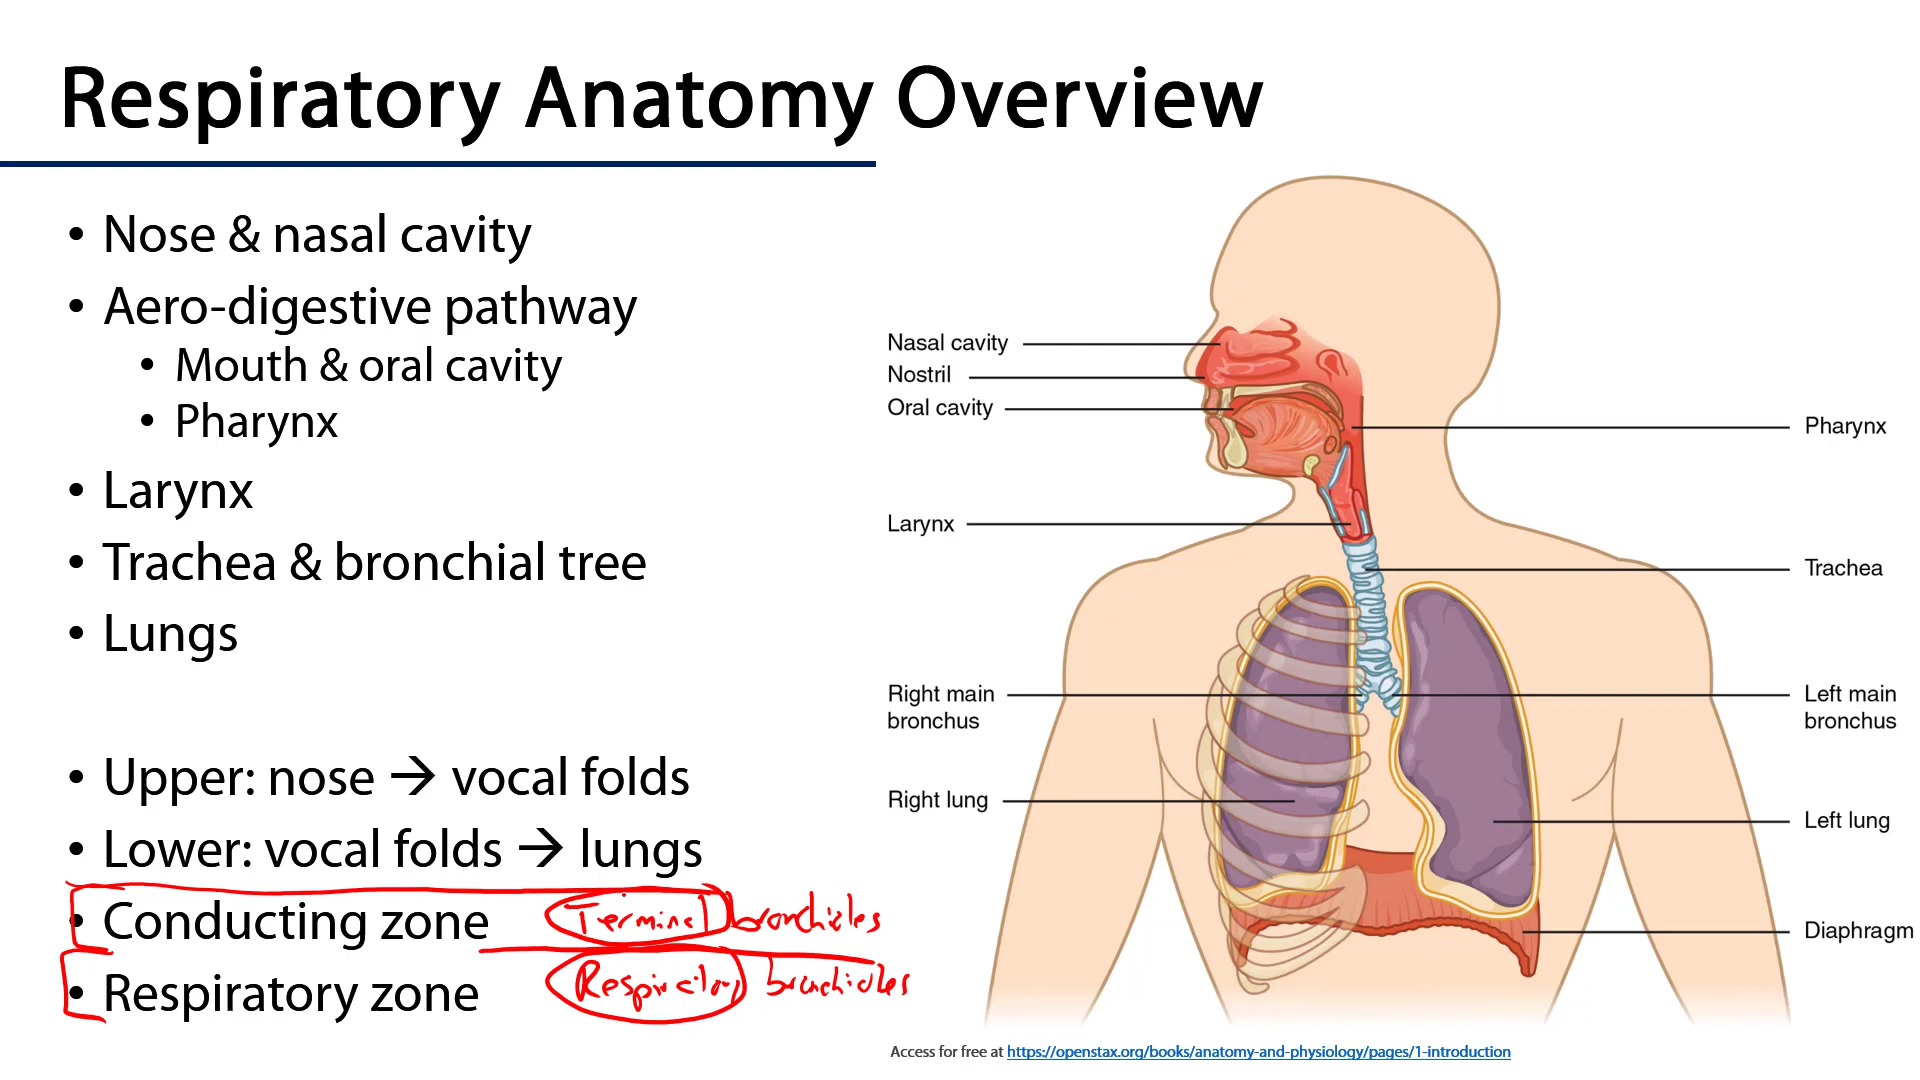 Respiratory Anatomy Overview
• Nose & nasal cavity
• Aero-digestive pathway
• Mouth & oral cavity
• Pharynx
• Larynx
• Trachea & bronchial tree
• Lungs
• Upper: nose → vocal folds
• Lower: vocal folds → lungs
• Conducting zone Terminal bronchioles
• Respiratory zone Respiratory bronchioles
Nasal cavity
Nostril
Oral cavity
Larynx
Right main
bronchus
Right lung
Pharynx
Trachea
Left main
bronchus
Left lung
Diaphragm
Access for free at https://openstax.org/books/anatomy-and-physiology/pages/1-introduction